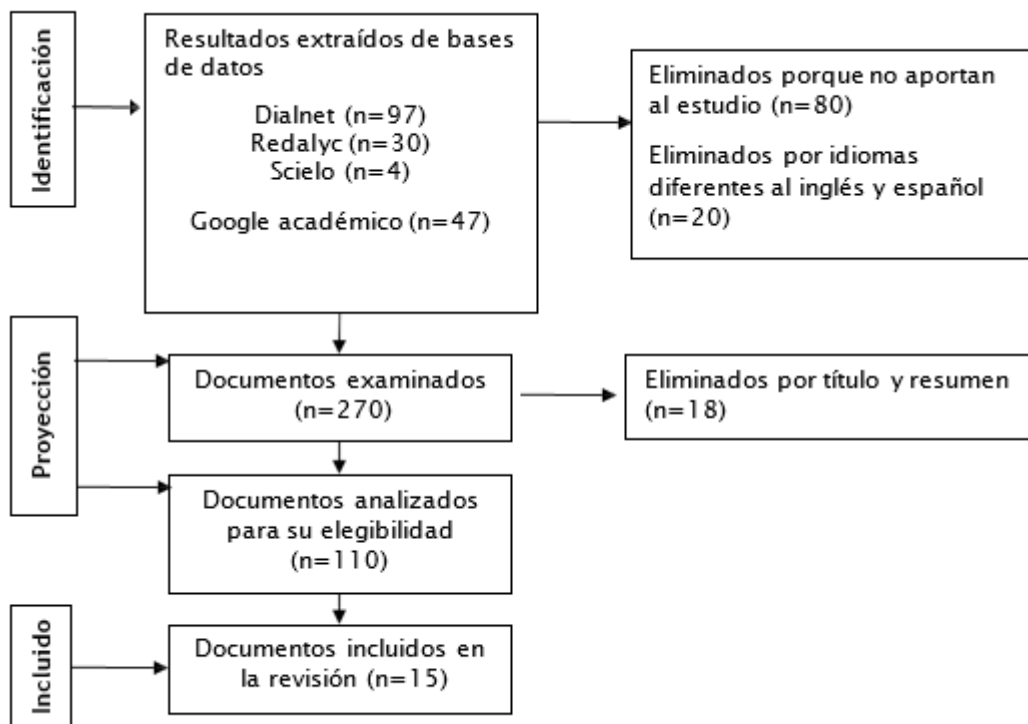 Identificación
Resultados extraídos de bases
de datos
Dialnet (n=97)
Redalyc (n=30)
Scielo (n=4)
Google académico (n=47)
Eliminados porque no aportan
al estudio (n=80)
Eliminados por idiomas
diferentes al inglés y español
(n=20)
Proyección
Documentos examinados
(n=270)
Eliminados por título y resumen
(n=18)
Documentos analizados
para su elegibilidad
(n=110)
Incluido
Documentos incluidos en
la revisión (n=15)